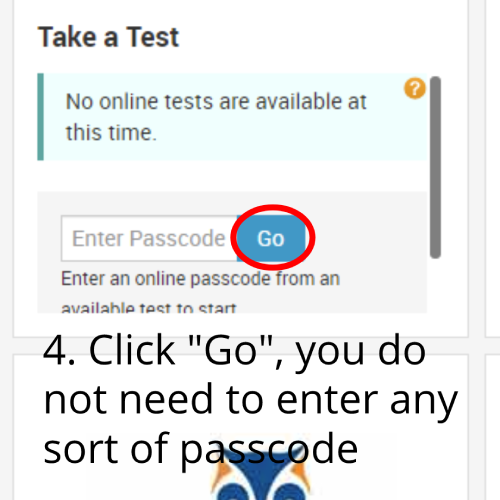 Take a Test
?
No online tests are available at
this time.
Enter Passcode Go
Enter an online passcode from an
available test to start
4. Click "Go", you do
not need to enter any
sort of passcode